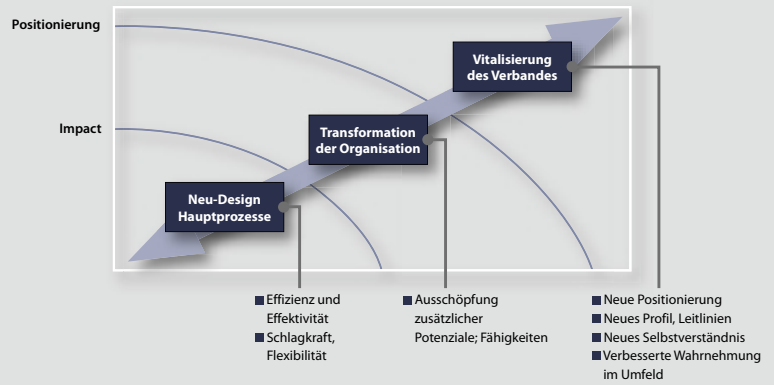 Positionierung
Impact
Vitalisierung
des Verbandes
Transformation
der Organisation
Neu-Design
Hauptprozesse
Effizienz und
Effektivität
Schlagkraft,
Flexibilität
Ausschöpfung
zusätzlicher
Potenziale; Fähigkeiten
Neue Positionierung
Neues Profil, Leitlinien
Neues Selbstverständnis
Verbesserte Wahrnehmung
im Umfeld